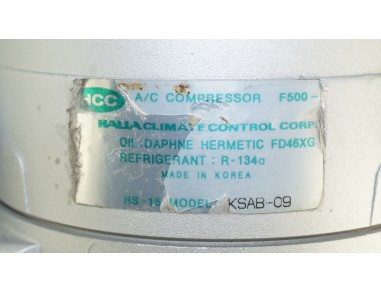 HCC A/C COMPRESSOR F500-
HALLA CLIMATE CONTROL CORP.
OIL: DAPHNE HERMETIC FD46XG
REFRIGERANT : R-134a
MADE IN KOREA
HS-15 MODEL KSAB-09